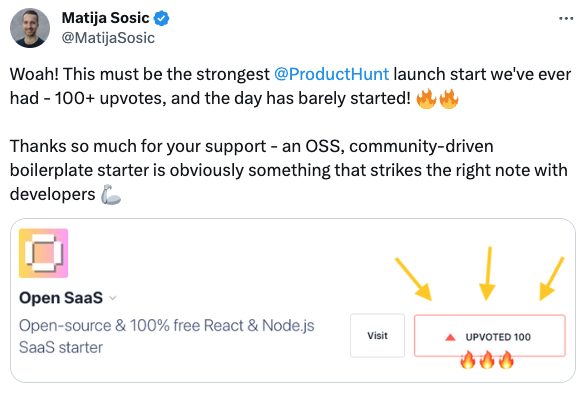 Matija Sosic
@MatijaSosic
Woah! This must be the strongest @ProductHunt launch start we've ever
had - 100+ upvotes, and the day has barely started! 🔥🔥
Thanks so much for your support - an OSS, community-driven
boilerplate starter is obviously something that strikes the right note with
developers 🦾
Open SaaS
Open-source & 100% free React & Node.js
SaaS starter
Visit
UPVOTED 100
🔥🔥🔥